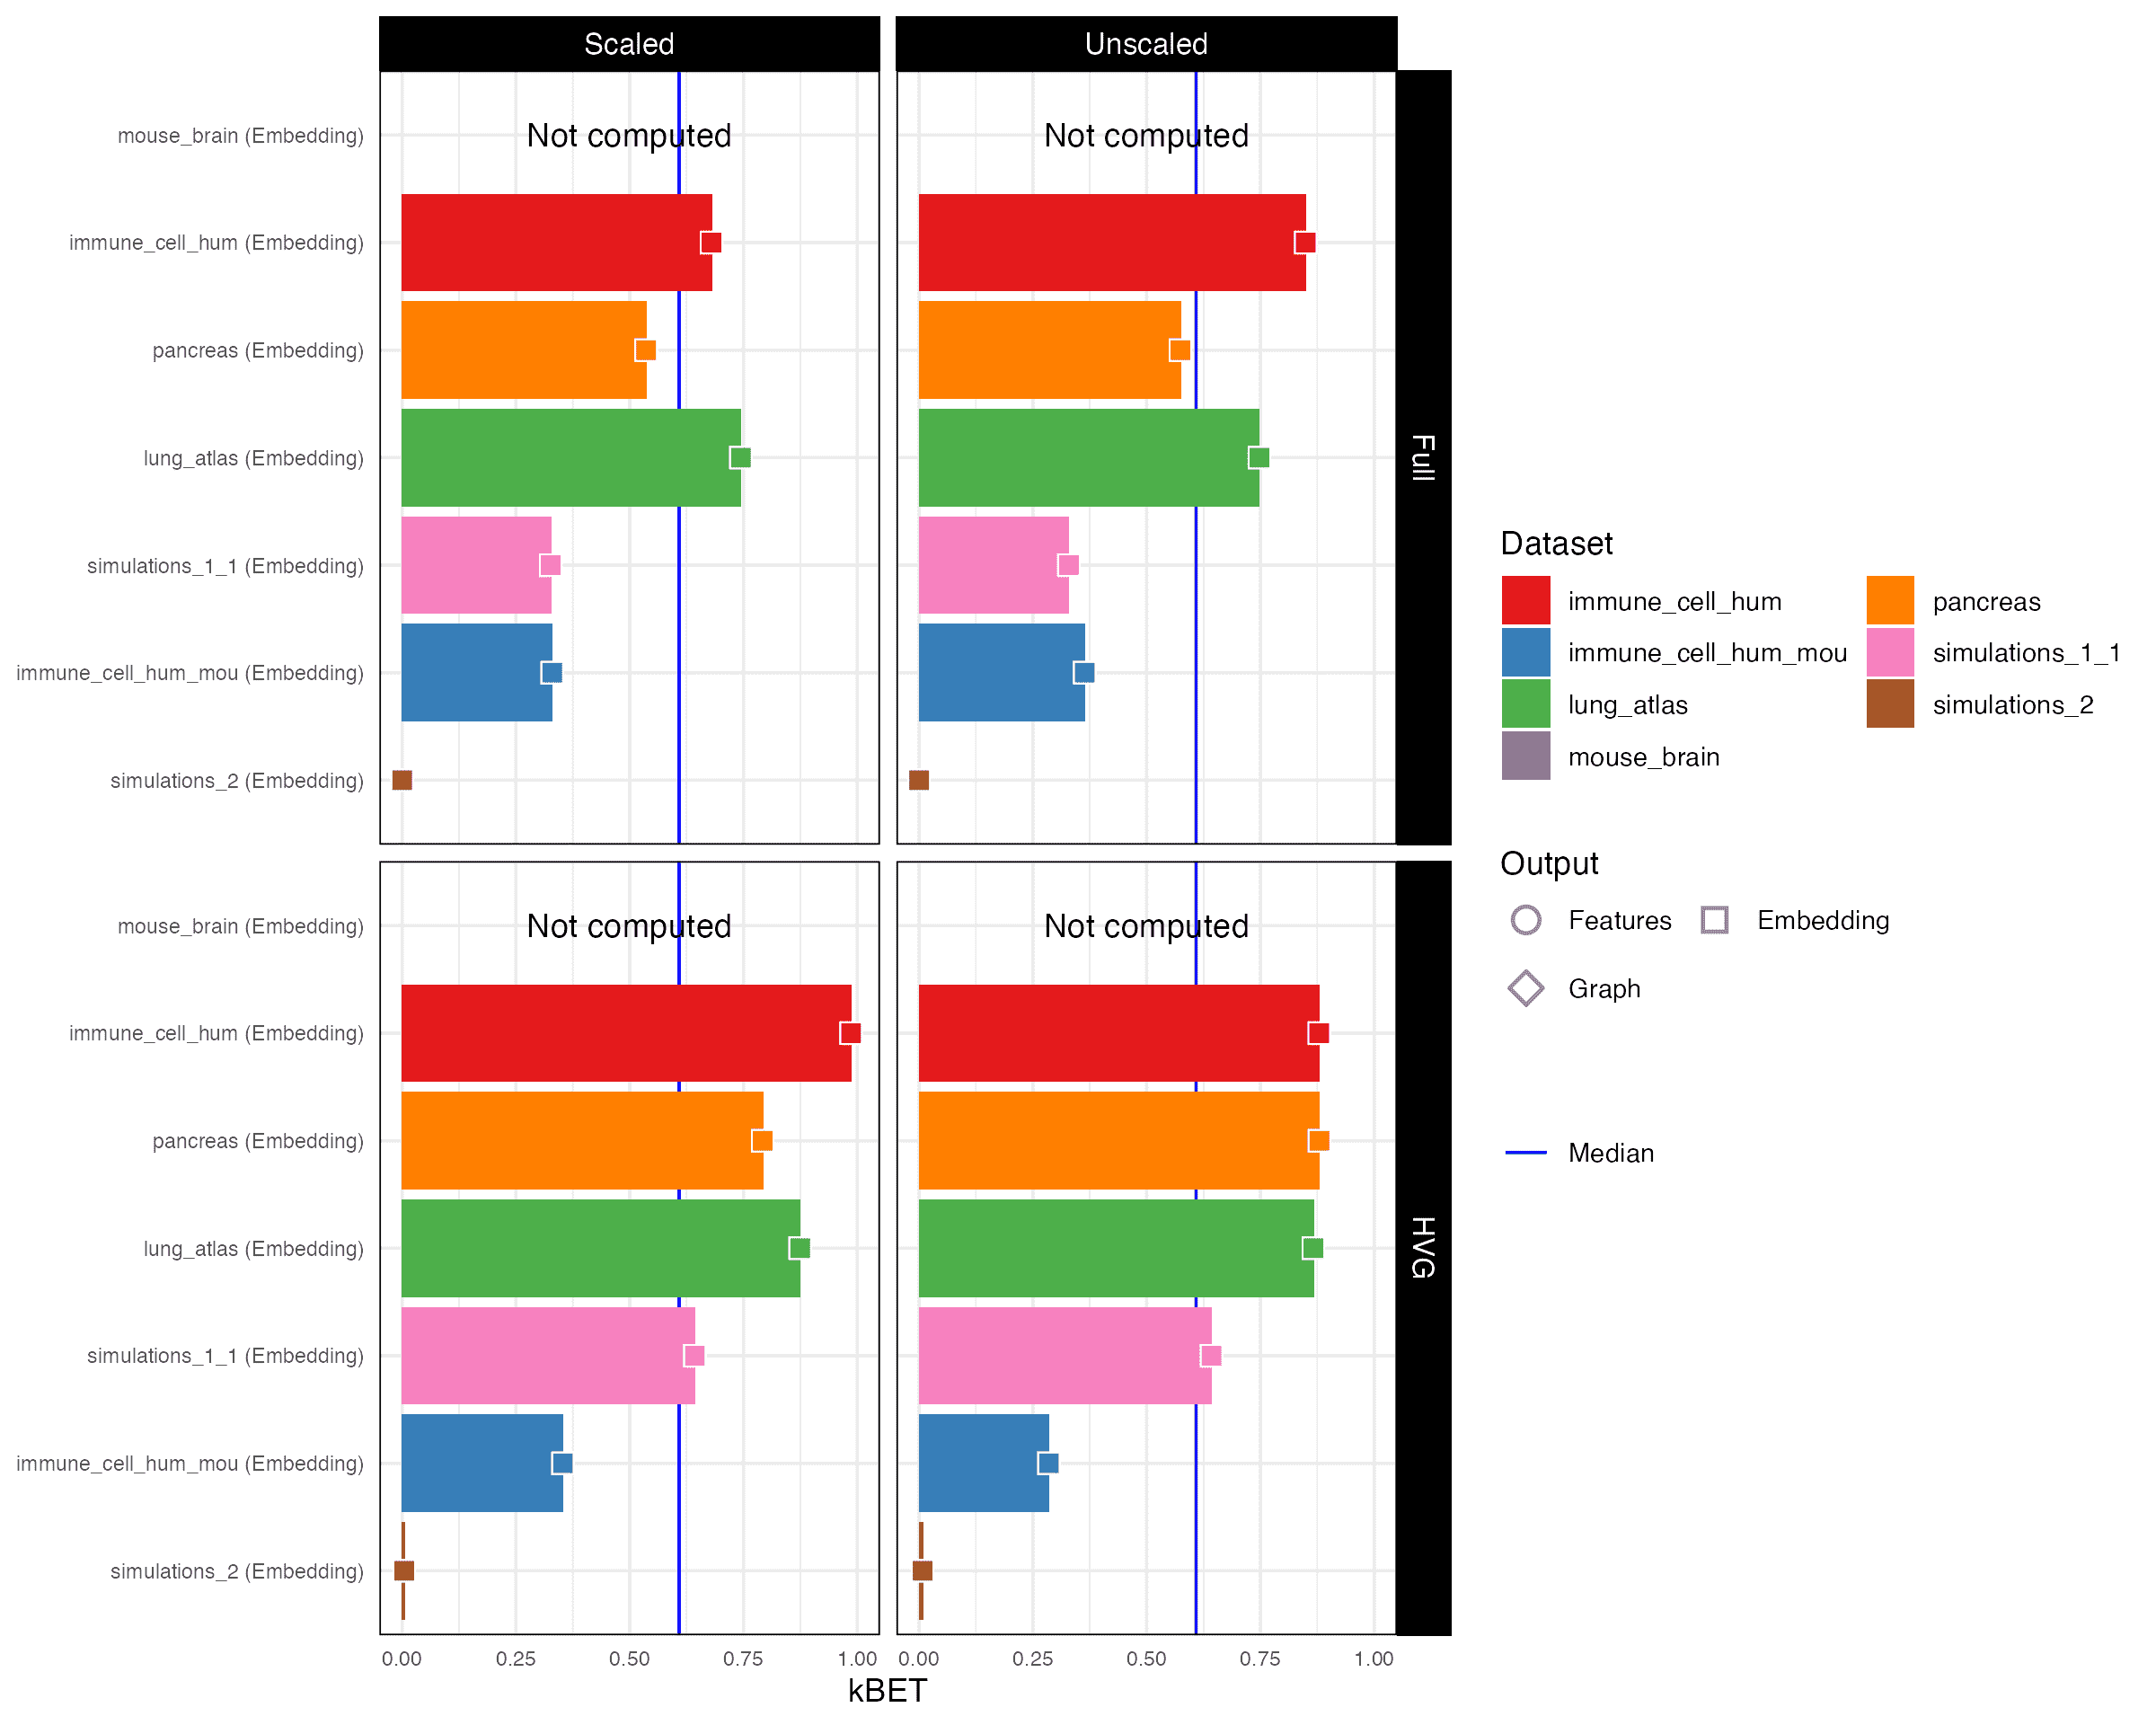 Scaled
Unscaled
mouse_brain (Embedding)
Not computed
Not computed
immune_cell_hum (Embedding)
pancreas (Embedding)
lung_atlas (Embedding)
simulations_1_1 (Embedding)
immune_cell_hum_mou (Embedding)
simulations_2 (Embedding)
Full
mouse_brain (Embedding)
Not computed
Not computed
immune_cell_hum (Embedding)
pancreas (Embedding)
lung_atlas (Embedding)
simulations_1_1 (Embedding)
immune_cell_hum_mou (Embedding)
simulations_2 (Embedding)
HVG
0.00 0.25 0.50 0.75 1.00
0.00 0.25 0.50 0.75 1.00
kBET
Dataset
immune_cell_hum
pancreas
immune_cell_hum_mou
simulations_1_1
lung_atlas
simulations_2
mouse_brain
Output
Features
Embedding
Graph
Median